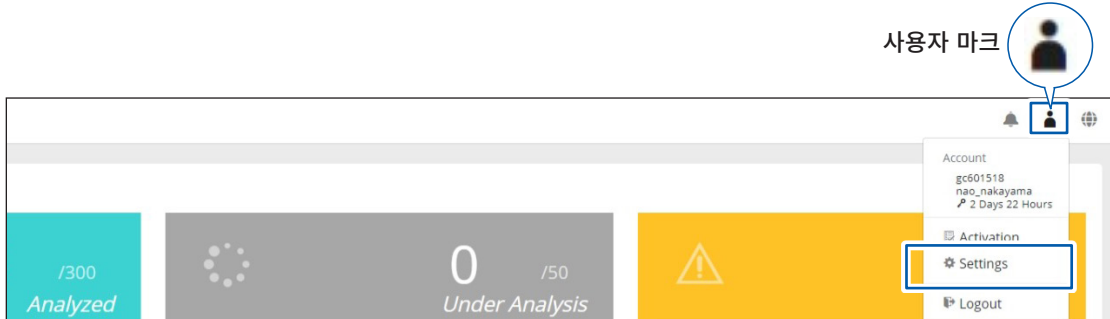 사용자 마크
Account
gc601518
nao_nakayama
2 Days 22 Hours
Activation
Settings
Logout
/300
Analyzed
0 /50
Under Analysis